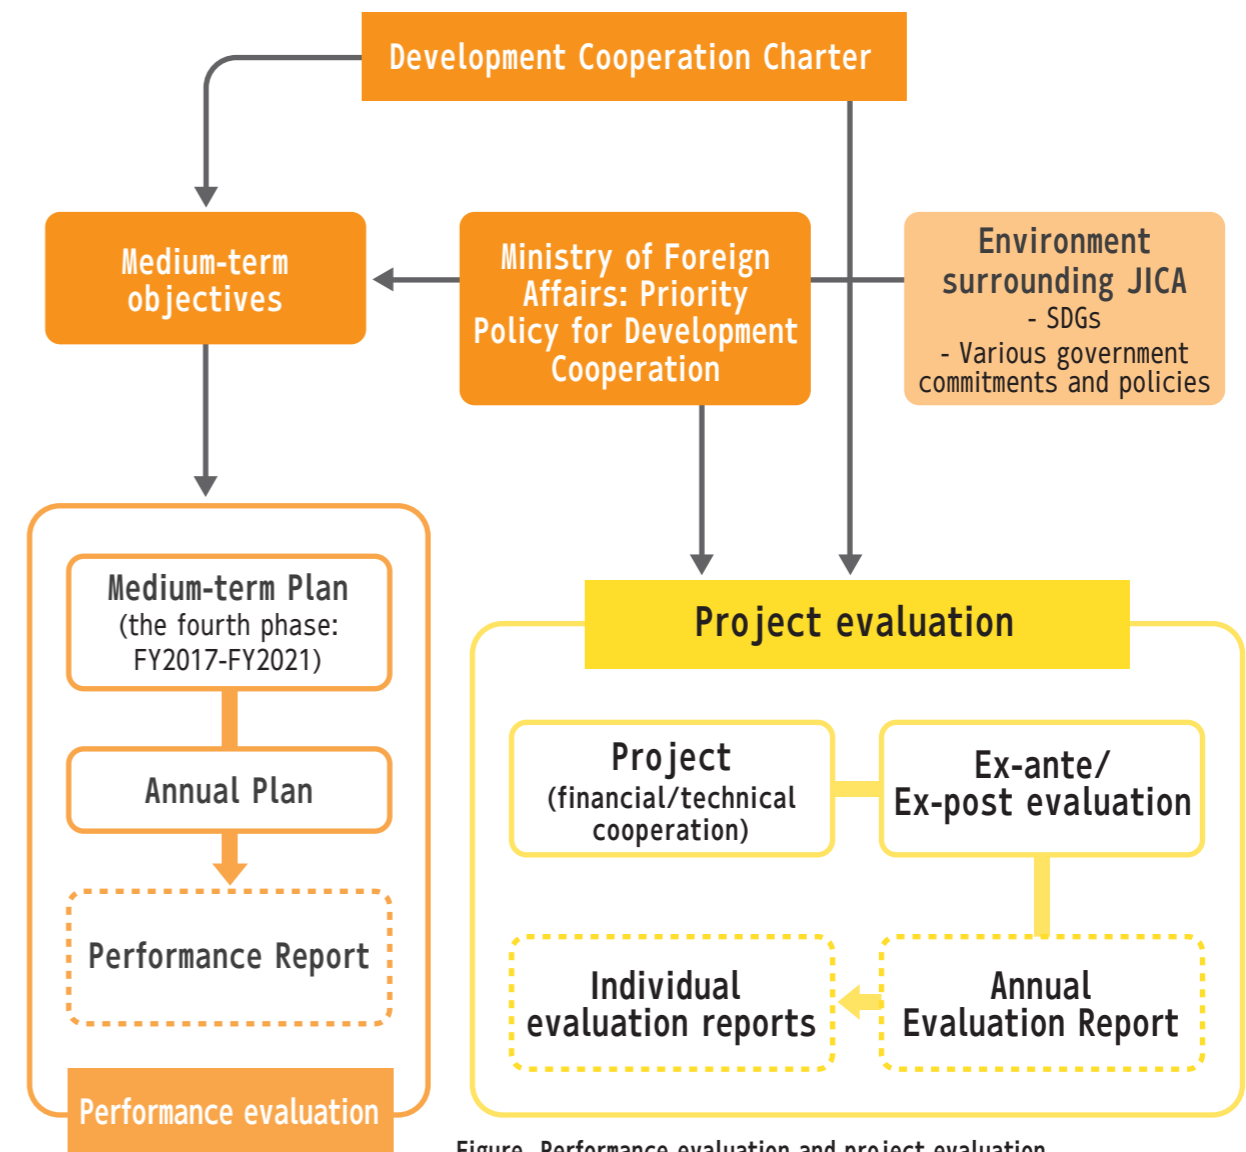 Development Cooperation Charter
Medium-term
objectives
Ministry of Foreign
Affairs: Priority
Policy for Development
Cooperation
Environment
surrounding JICA
- SDGs
- Various government
commitments and policies
Medium-term Plan
(the fourth phase:
FY2017-FY2021)
Annual Plan
Performance Report
Performance evaluation
Project evaluation
Project
(financial/technical
cooperation)
Ex-ante/
Ex-post evaluation
Individual
evaluation reports
Annual
Evaluation Report
Figure Performance evaluation and project evaluation